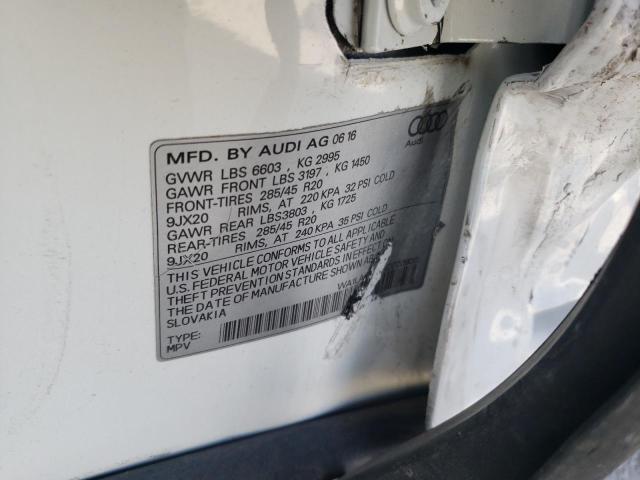 MFD. BY AUDI AG 06 16
Audi
GVWR LBS 6603 , KG 2995
GAWR FRONT LBS 3197 , KG 1450
FRONT-TIRES 285/45 R20
9JX20 RIMS, AT 220 KPA 32 PSI COLD
GAWR REAR LBS3803 , KG 1725
REAR-TIRES 285/45 R20
9JX20 RIMS, AT 240 KPA 35 PSI COLD
THIS VEHICLE CONFORMS TO ALL APPLICABLE
U.S. FEDERAL MOTOR VEHICLE SAFETY AND
THEFT PREVENTION STANDARDS IN EFFECT ON
THE DATE OF MANUFACTURE SHOWN ABOVE
SLOVAKIA
TYPE:
MPV